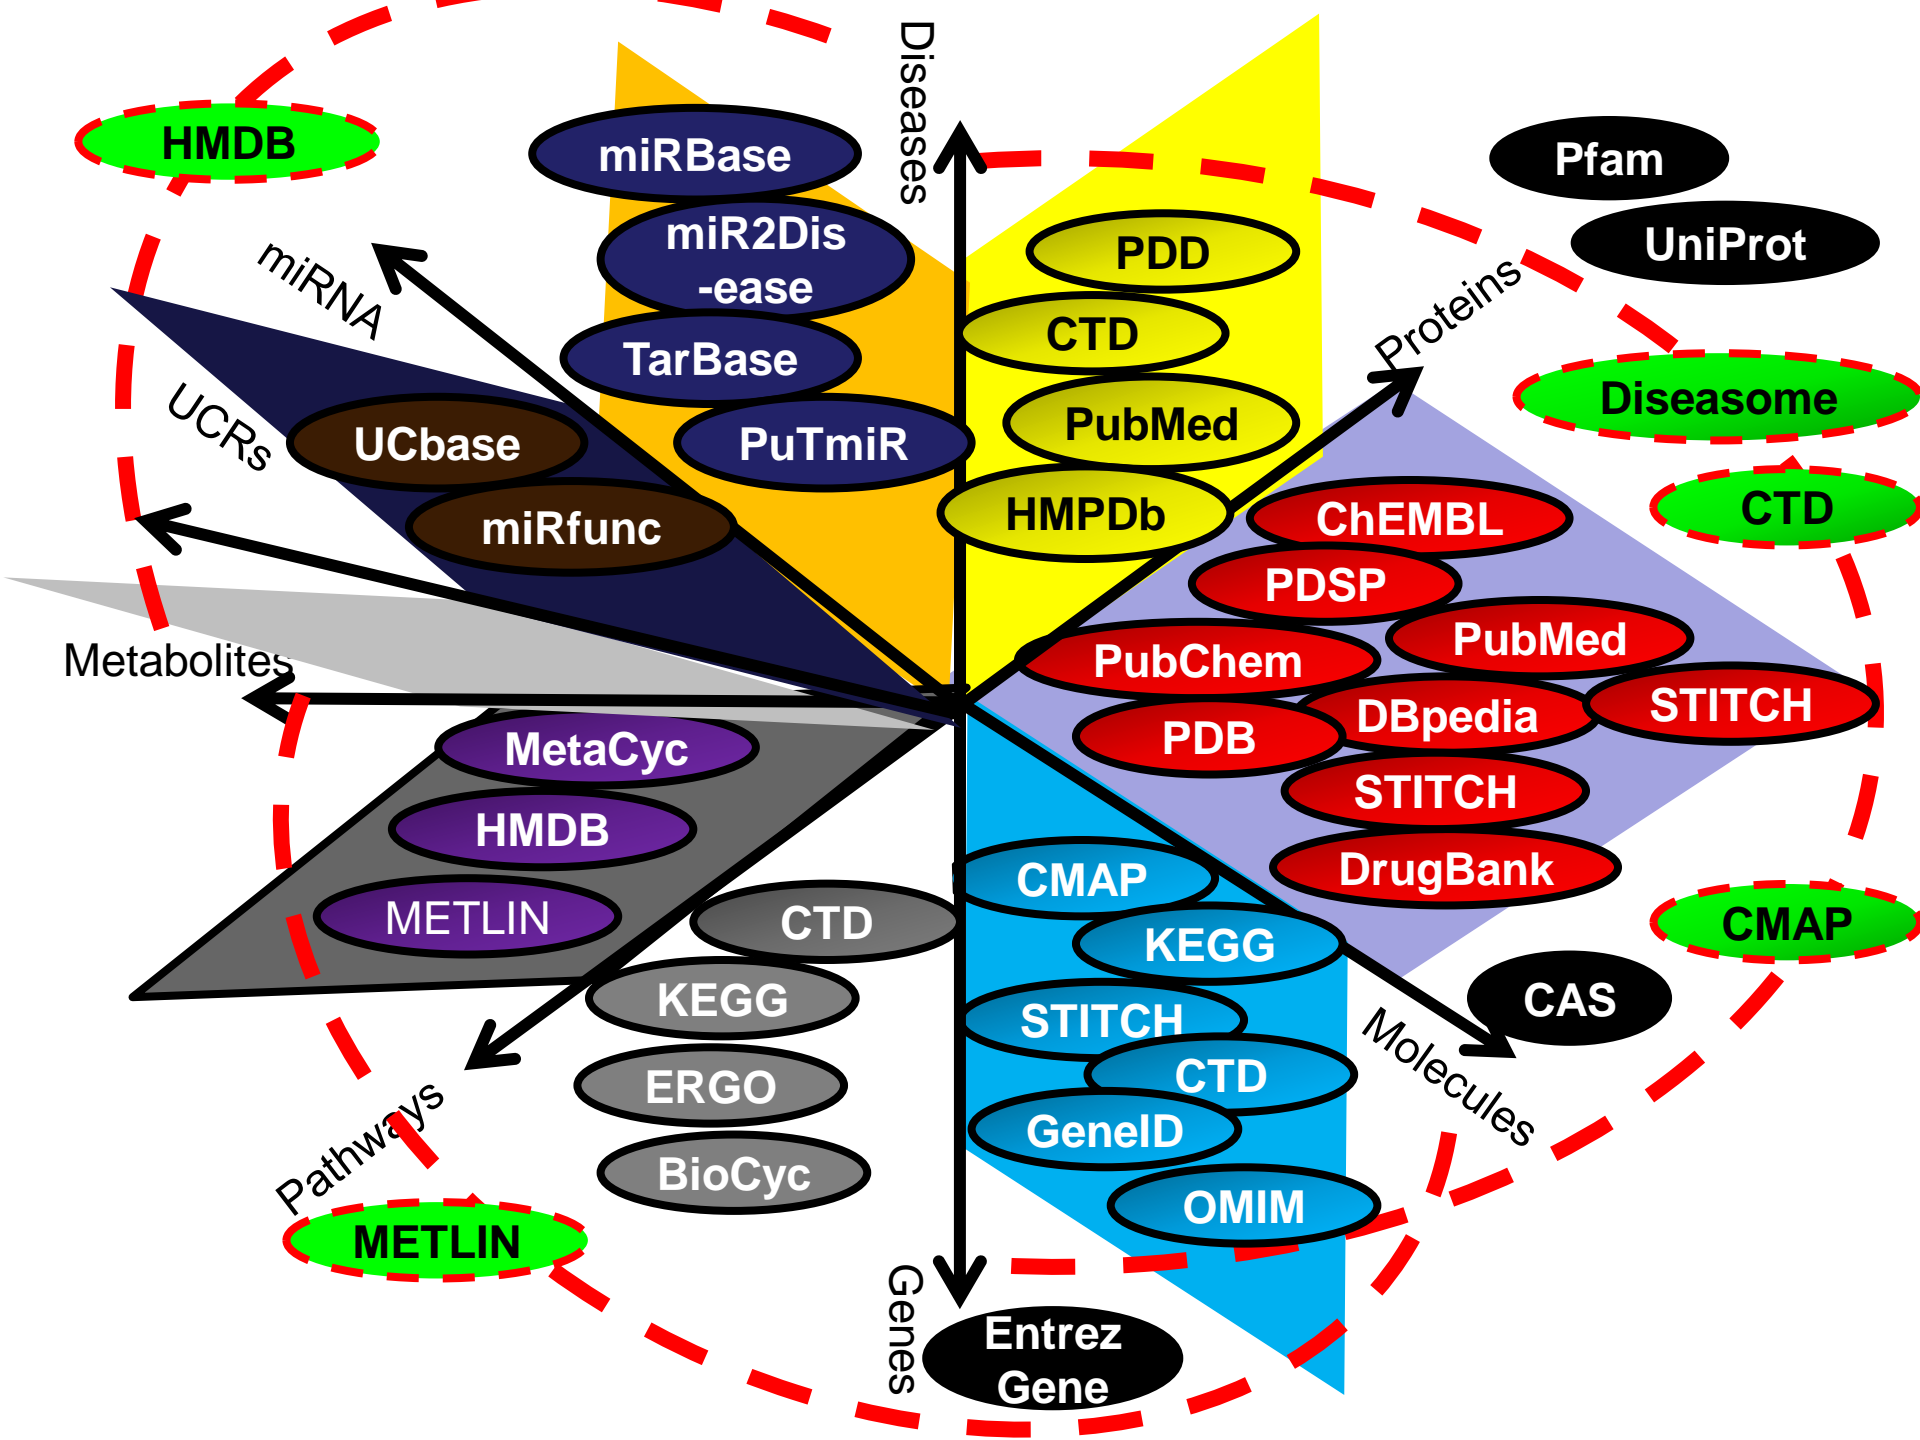 Diseases
HMDB
miRBase
Pfam
miR2Dis
-ease
PDD
UniProt
miRNA
CTD
Proteins
TarBase
Diseasome
UCRs
UCbase
PuTmiR
PubMed
miRfunc
HMPDb
ChEMBL
CTD
PDSP
Metabolites
PubChem
PubMed
MetaCyc
PDB
DBpedia
STITCH
HMDB
STITCH
METLIN
CTD
CMAP
DrugBank
CMAP
KEGG
KEGG
CAS
STITCH
Molecules
ERGO
CTD
Pathways
GeneID
BioCyc
OMIM
METLIN
Genes
Entrez
Gene